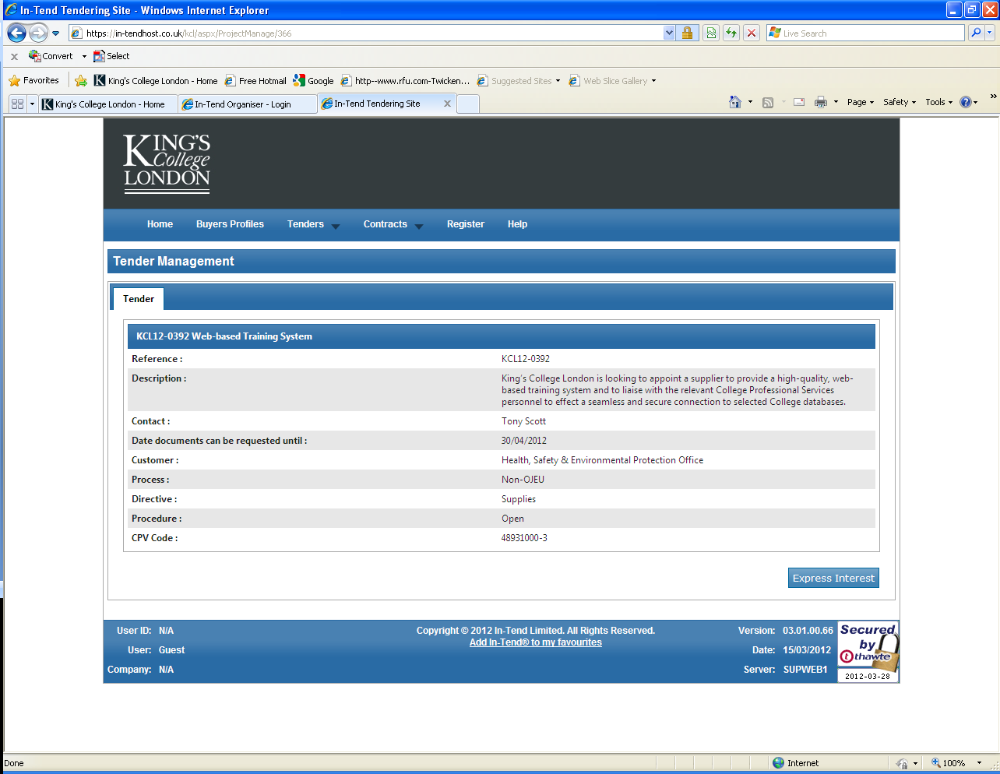 In-Tend Tendering Site - Windows Internet Explorer
https://in-tendhost.co.uk/kcl/aspx/ProjectManage/366
Live Search
x Convert Select
Favorites King's College London - Home Free Hotmail Google http--www.rfu.com-Twicken... Suggested Sites Web Slice Gallery
King's College London - Home In-Tend Organiser - Login In-Tend Tendering Site x Page Safety Tools »
KING'S
College
LONDON
Home Buyers Profiles Tenders Contracts Register Help
Tender Management
Tender
KCL12-0392 Web-based Training System
Reference : KCL12-0392
Description : King's College London is looking to appoint a supplier to provide a high-quality, web-
based training system and to liaise with the relevant College Professional Services
personnel to effect a seamless and secure connection to selected College databases.
Contact : Tony Scott
Date documents can be requested until : 30/04/2012
Customer : Health, Safety & Environmental Protection Office
Process : Non-OJEU
Directive : Supplies
Procedure : Open
CPV Code : 48931000-3
Express Interest
User ID: N/A Copyright © 2012 In-Tend Limited. All Rights Reserved. Version: 03.01.00.66
Add In-Tend® to my favourites
User: Guest Date: 15/03/2012
Company: N/A Server: SUPWEB1
Secured
by
thawte
2012-03-28
Done Internet 100%